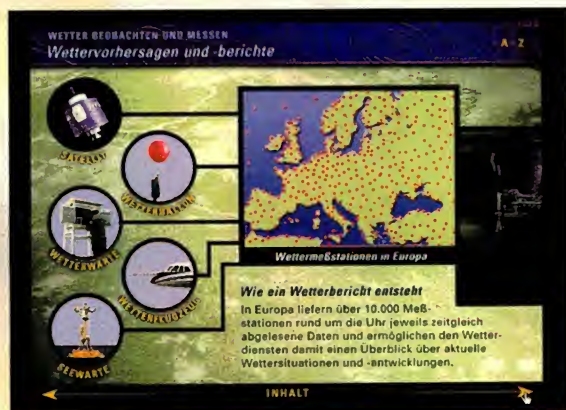 WETTER BEOBACHTEN UND MESSEN
Wettervorhersagen und -berichte
A-Z
SATELLIT
WETTERBALLON
WETTERWARTE
WETTERFLUGZEUG
SEEWARTE
Wettermeßstationen in Europa
Wie ein Wetterbericht entsteht
In Europa liefern über 10.000 Meß-
stationen rund um die Uhr jeweils zeitgleich
abgelesene Daten und ermöglichen den Wetter-
diensten damit einen Überblick über aktuelle
Wettersituationen und -entwicklungen.
INHALT